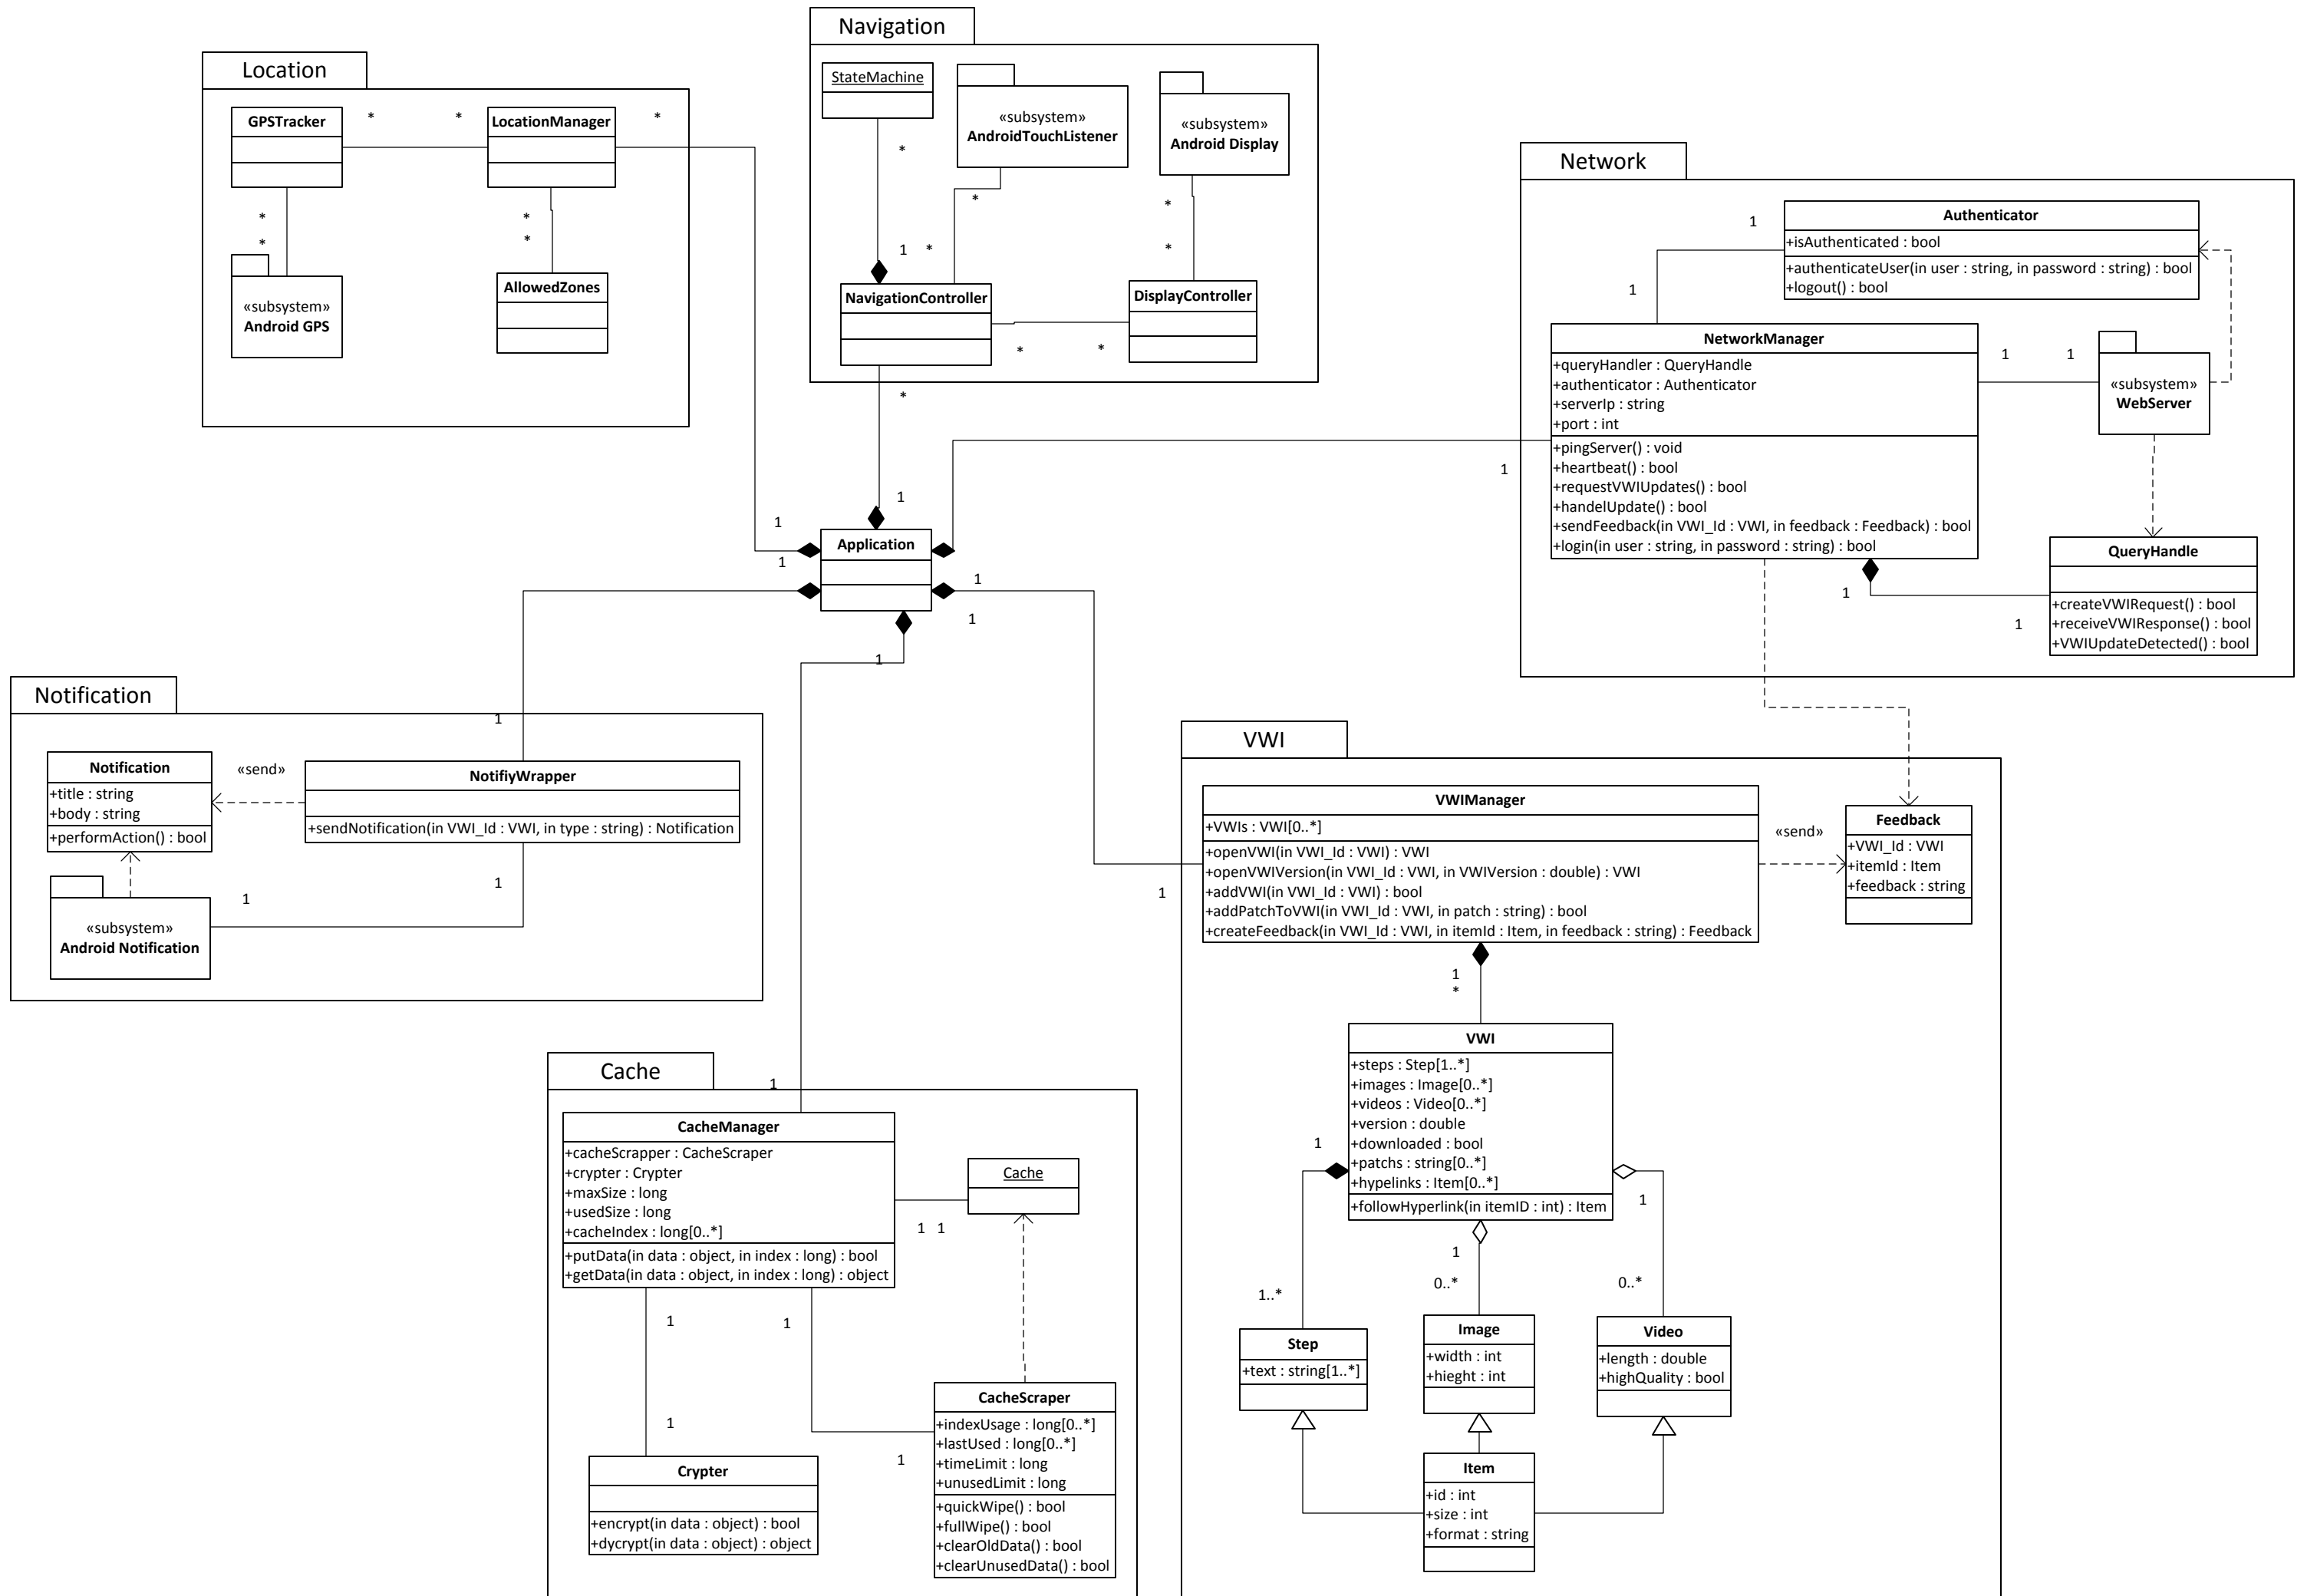 Navigation
StateMachine
«subsystem»
AndroidTouchListener
«subsystem»
Android Display
*
*
*
1 *
*
*
NavigationController
DisplayController
*
*
*
Location
GPSTracker
*
*
LocationManager
*
*
*
*
*
«subsystem»
Android GPS
AllowedZones
Network
1
Authenticator
+isAuthenticated : bool
+authenticateUser(in user : string, in password : string) : bool
+logout() : bool
1
NetworkManager
+queryHandler : QueryHandle
+authenticator : Authenticator
+serverIp : string
+port : int
+pingServer() : void
+heartbeat() : bool
+requestVWIUpdates() : bool
+handelUpdate() : bool
+sendFeedback(in VWI_Id : VWI, in feedback : Feedback) : bool
+login(in user : string, in password : string) : bool
1
1
«subsystem»
WebServer
1
QueryHandle
+createVWIRequest() : bool
+receiveVWIResponse() : bool
+VWIUpdateDetected() : bool
1
1
1
1
1
Application
1
1
1
Notification
1
Notification
+title : string
+body : string
+performAction() : bool
«send»
NotifiyWrapper
+sendNotification(in VWI_Id : VWI, in type : string) : Notification
1
1
«subsystem»
Android Notification
VWI
VWIManager
+VWIs : VWI[0..*]
+openVWI(in VWI_Id : VWI) : VWI
+openVWIVersion(in VWI_Id : VWI, in VWIVersion : double) : VWI
+addVWI(in VWI_Id : VWI) : bool
+addPatchToVWI(in VWI_Id : VWI, in patch : string) : bool
+createFeedback(in VWI_Id : VWI, in itemId : Item, in feedback : string) : Feedback
1
«send»
Feedback
+VWI_Id : VWI
+itemId : Item
+feedback : string
1
*
VWI
+steps : Step[1..*]
+images : Image[0..*]
+videos : Video[0..*]
+version : double
+downloaded : bool
+patchs : string[0..*]
+hypelinks : Item[0..*]
+followHyperlink(in itemID : int) : Item
1
1
1
1..*
0..*
0..*
Step
+text : string[1..*]
Image
+width : int
+hieght : int
Video
+length : double
+highQuality : bool
Item
+id : int
+size : int
+format : string
Cache
1
CacheManager
+cacheScrapper : CacheScraper
+crypter : Crypter
+maxSize : long
+usedSize : long
+cacheIndex : long[0..*]
+putData(in data : object, in index : long) : bool
+getData(in data : object, in index : long) : object
Cache
1 1
1
1
1
1
Crypter
+encrypt(in data : object) : bool
+dycrypt(in data : object) : object
CacheScraper
+indexUsage : long[0..*]
+lastUsed : long[0..*]
+timeLimit : long
+unusedLimit : long
+quickWipe() : bool
+fullWipe() : bool
+clearOldData() : bool
+clearUnusedData() : bool